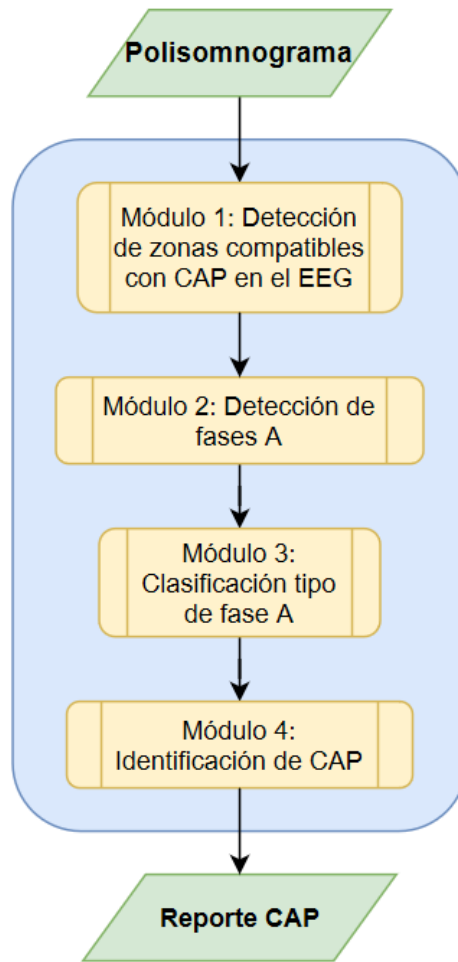 Polisomnograma
Módulo 1: Detección
de zonas compatibles
con CAP en el EEG
Módulo 2: Detección de
fases A
Módulo 3:
Clasificación tipo
de fase A
Módulo 4:
Identificación de CAP
Reporte CAP